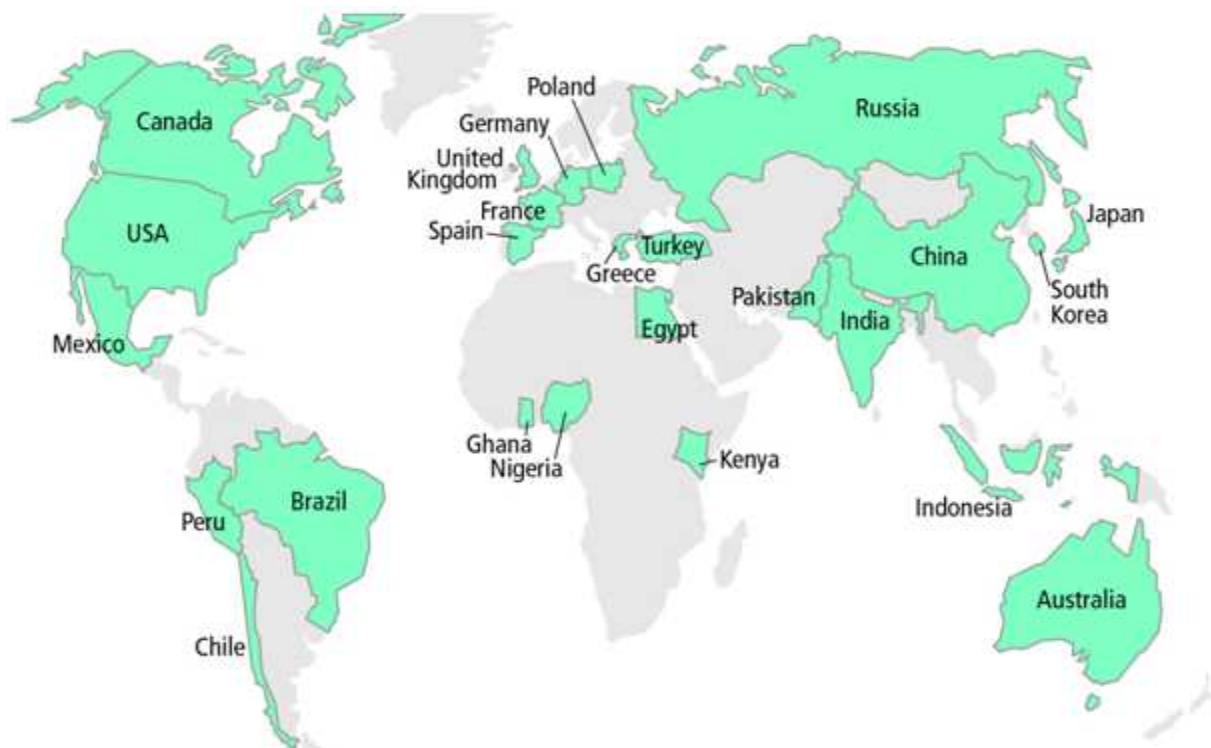 Poland
Russia
Canada
Germany
United
Kingdom
France
Japan
USA
Spain
Turkey
China
Greece
South
Korea
Pakistan
India
Egypt
Mexico
Ghana
Nigeria
Kenya
Brazil
Indonesia
Peru
Australia
Chile